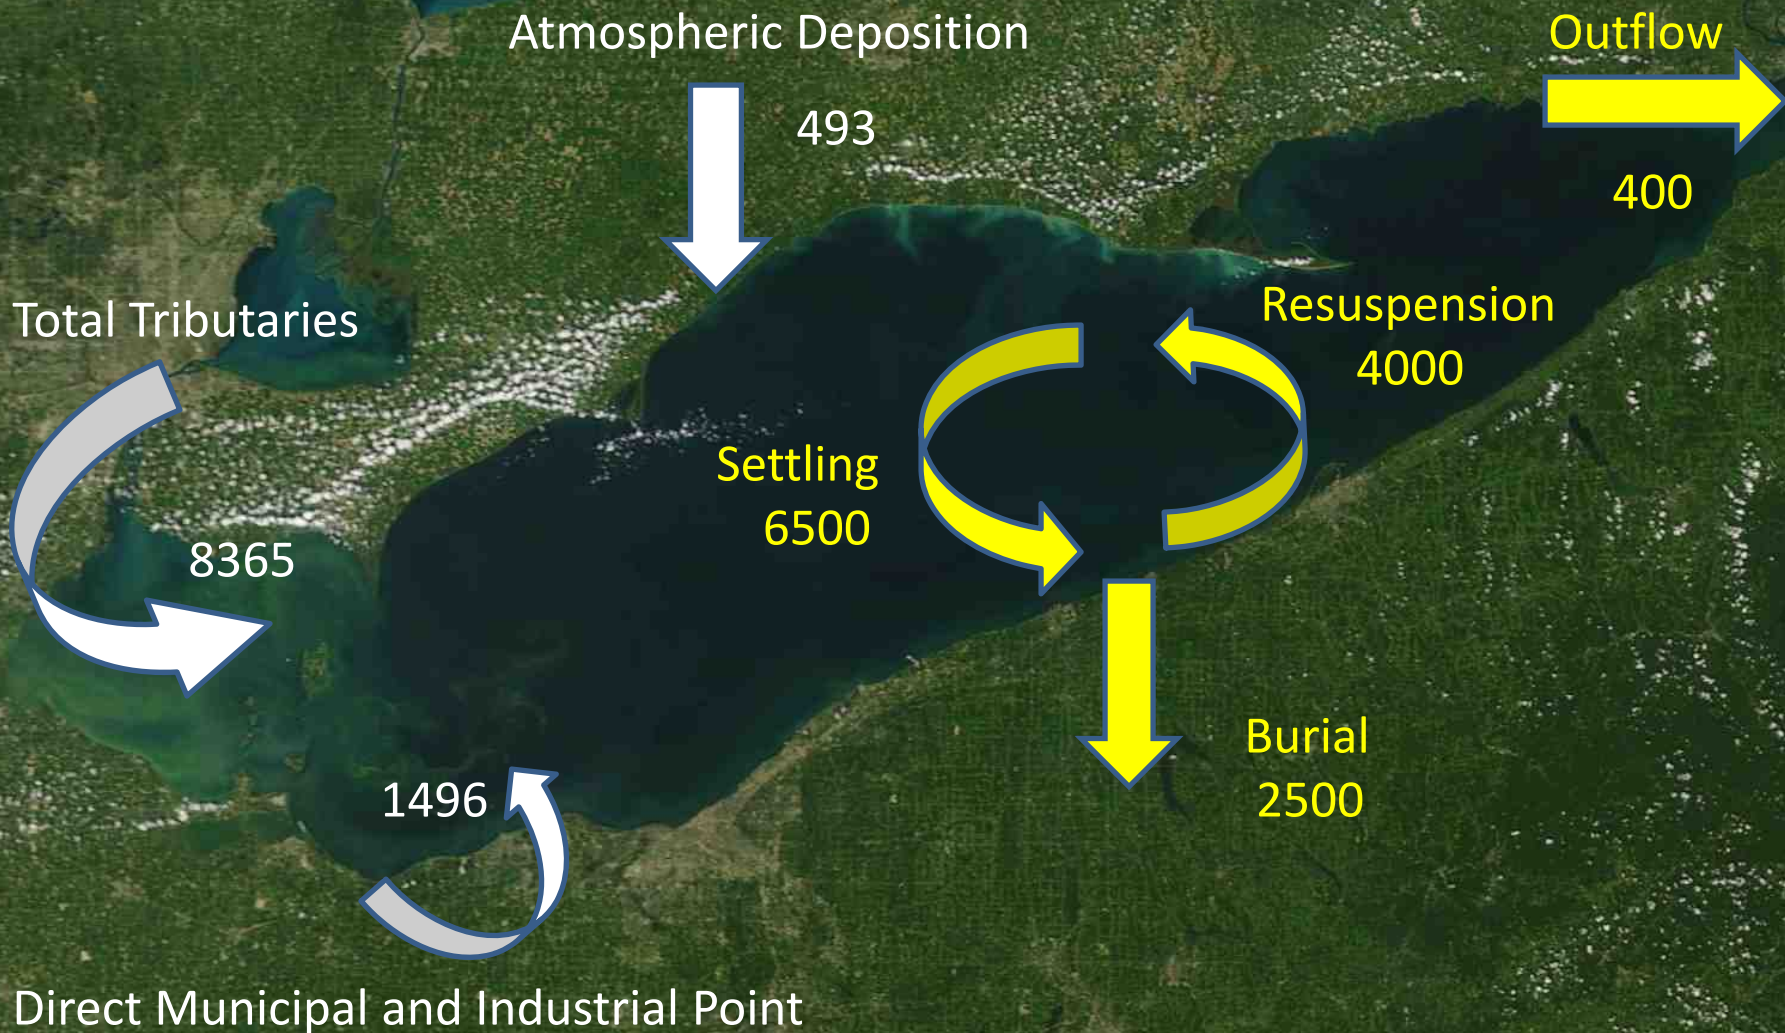 Atmospheric Deposition
493
Outflow
400
Total Tributaries
8365
Resuspension
4000
Settling
6500
Burial
2500
1496
Direct Municipal and Industrial Point